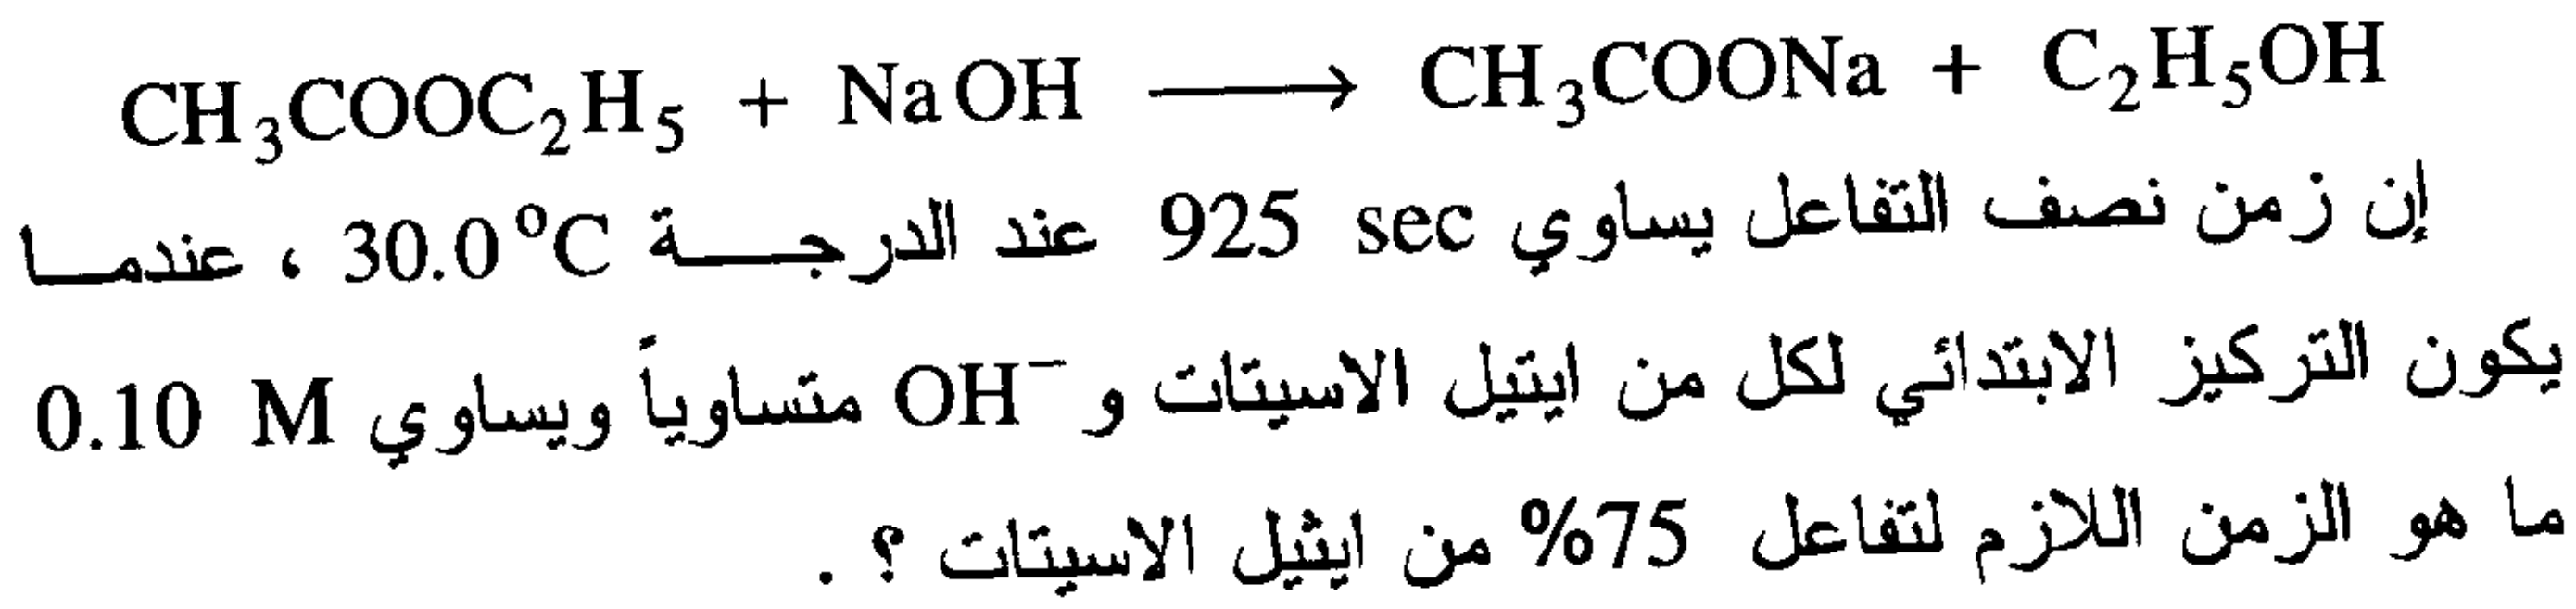 CH₃COOC₂H₅ + NaOH ⟶ CH₃COONa + C₂H₅OH
إن زمن نصف التفاعل يساوي 925 sec عند الدرجة 30.0 °C ، عندما
يكون التركيز الابتدائي لكل من ايتيل الاسيتات و OH⁻ متساوياً ويساوي 0.10 M
ما هو الزمن اللازم لتفاعل 75% من ايثيل الاسيتات ؟ .